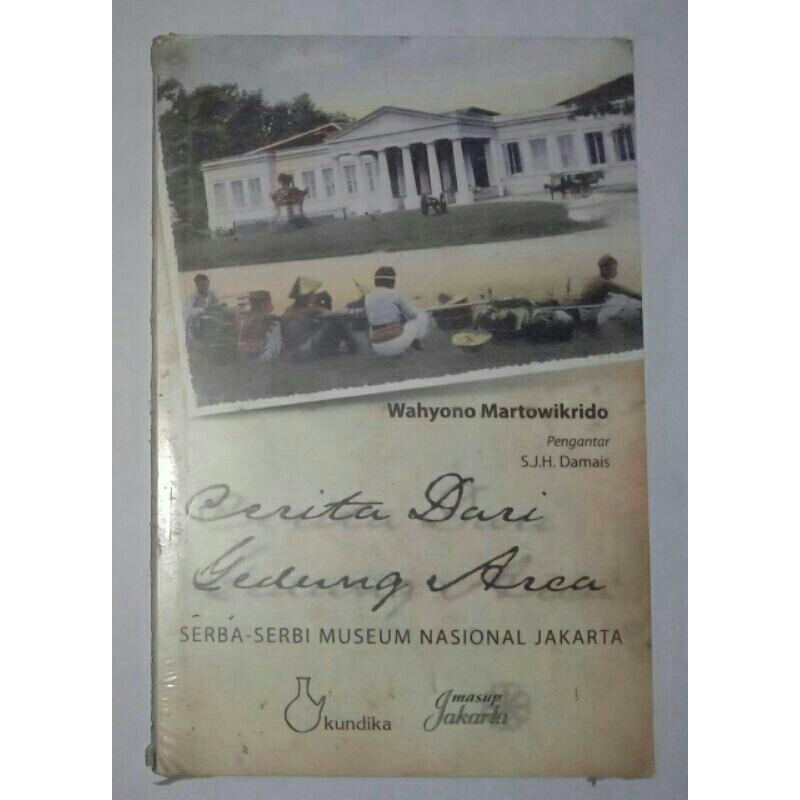 Wahyono Martowikrido
Pengantar
S.J.H. Damais
Cerita Dari
Gedung Arca
SERBA-SERBI MUSEUM NASIONAL JAKARTA
kundika
masup
Jakarta